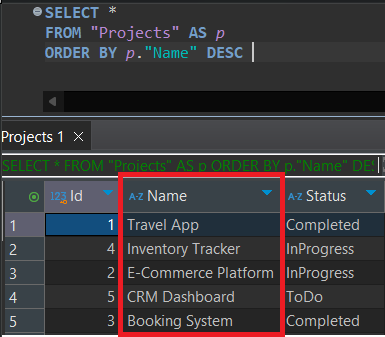 SELECT *
FROM "Projects" AS p
ORDER BY p."Name" DESC
Projects 1
SELECT * FROM "Projects" AS p ORDER BY p."Name" DES
123 Id A-Z Name A-Z Status
1 1 Travel App Completed
2 4 Inventory Tracker InProgress
3 2 E-Commerce Platform InProgress
4 5 CRM Dashboard ToDo
5 3 Booking System Completed